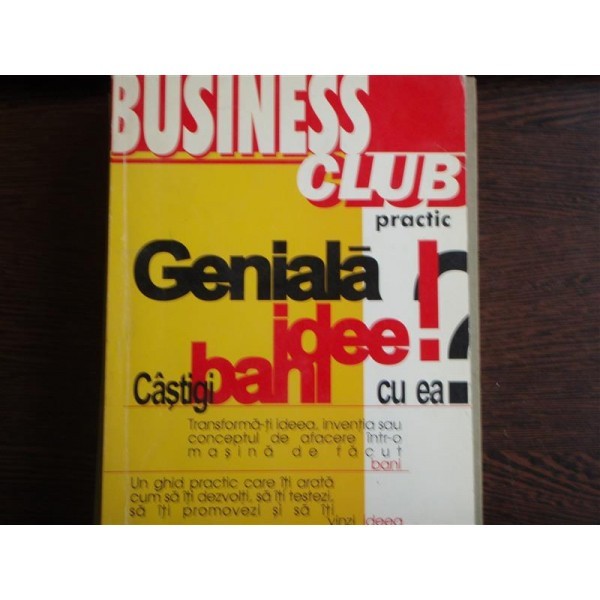 BUSINESS
CLUB
practic
Genială
idee!
Câștigi bani cu ea?
Transformă-ți ideea, invenția sau
conceptul de afacere într-o
mașină de făcut
bani
Un ghid practic care îți arată
cum să îți dezvolți, să îți testezi,
să îți promovezi și să îți
vinzi ideea